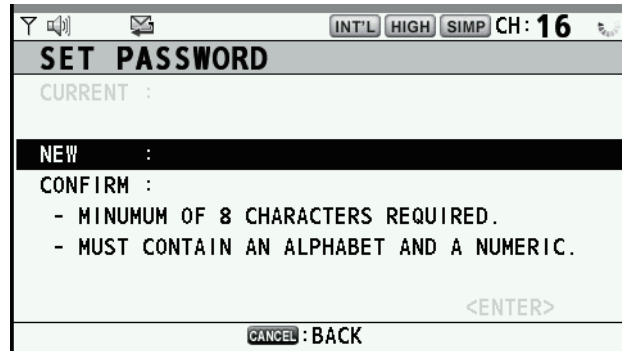 INT'L HIGH SIMP CH: 16
SET PASSWORD
CURRENT :
NEW :
CONFIRM :
- MINUMUM OF 8 CHARACTERS REQUIRED.
- MUST CONTAIN AN ALPHABET AND A NUMERIC.
<ENTER>
CANCEL : BACK